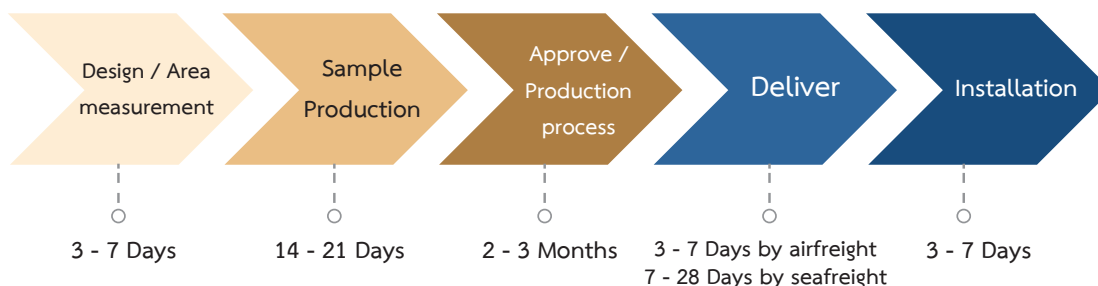 Design / Area
measurement
Sample
Production
Approve /
Production
process
Deliver
Installation
3 - 7 Days
14 - 21 Days
2 - 3 Months
3 - 7 Days by airfreight
7 - 28 Days by seafreight
3 - 7 Days